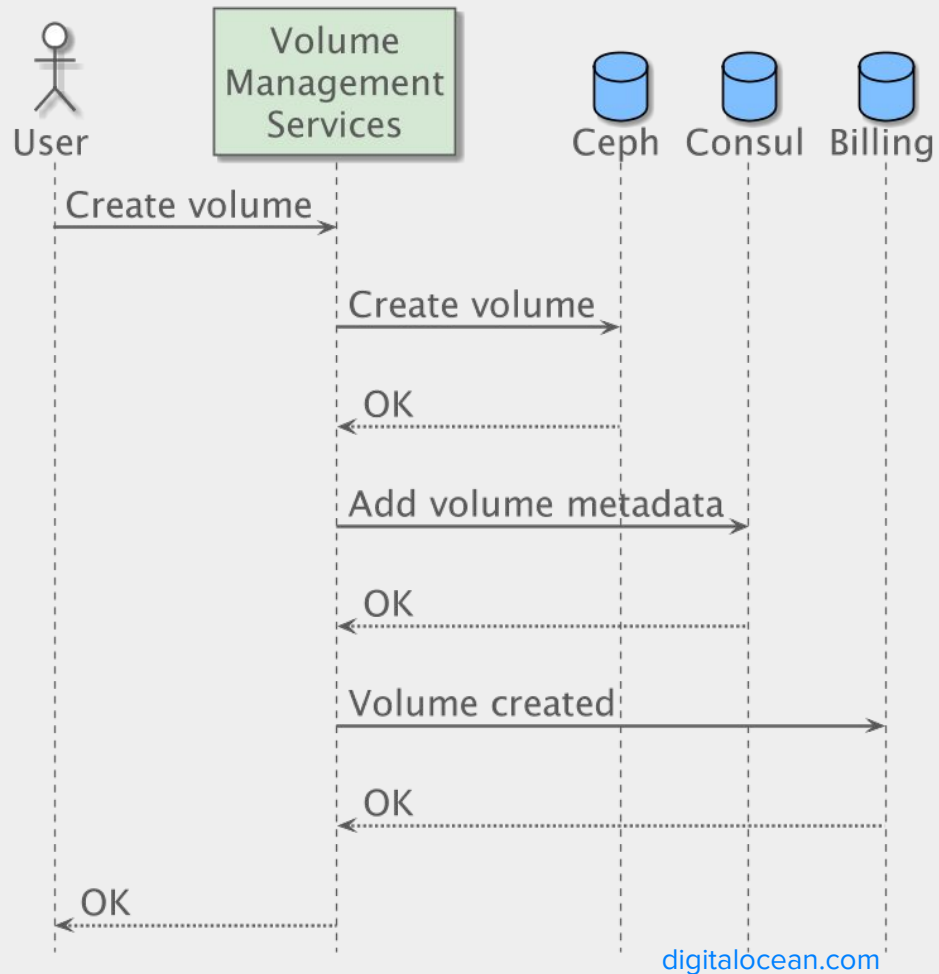 Volume
Management
Services
User
Ceph
Consul
Billing
Create volume
Create volume
OK
Add volume metadata
OK
Volume created
OK
OK
digitalocean.com